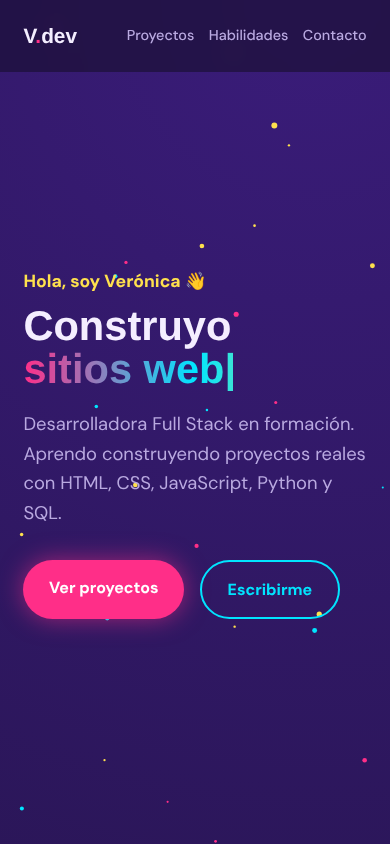 V.dev
Proyectos Habilidades Contacto
Hola, soy Verónica 👋
Construyo
sitios web|
Desarrolladora Full Stack en formación.
Aprendo construyendo proyectos reales
con HTML, CSS, JavaScript, Python y
SQL.
Ver proyectos
Escribirme